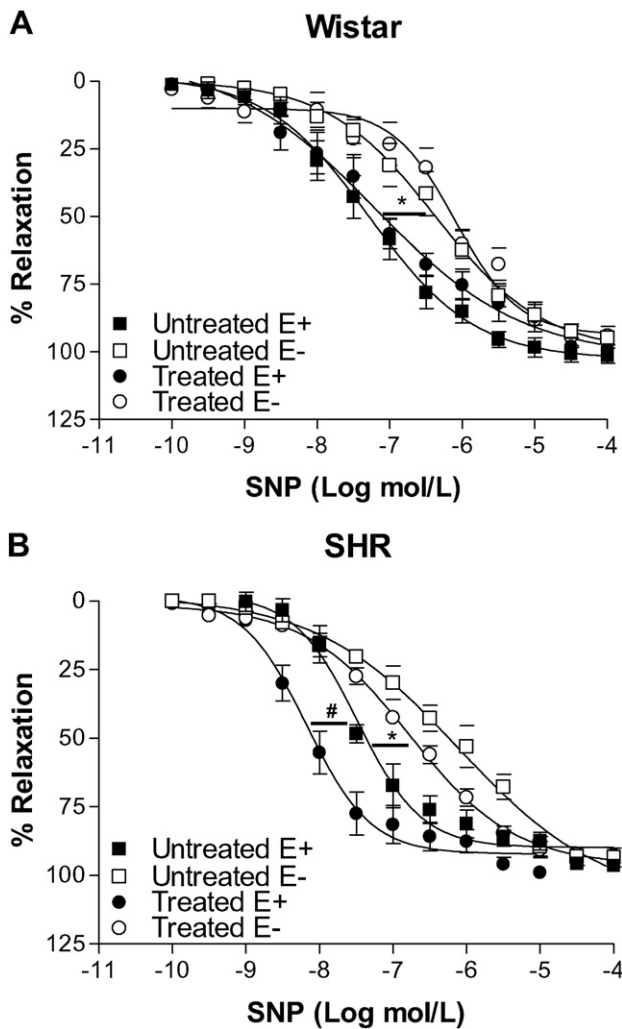 A
Wistar
0
25
50
75
100
125
% Relaxation
*
Untreated E+
Untreated E-
Treated E+
Treated E-
-11 -10 -9 -8 -7 -6 -5 -4
SNP (Log mol/L)
B
SHR
0
25
50
75
100
125
% Relaxation
#
*
Untreated E+
Untreated E-
Treated E+
Treated E-
-11 -10 -9 -8 -7 -6 -5 -4
SNP (Log mol/L)